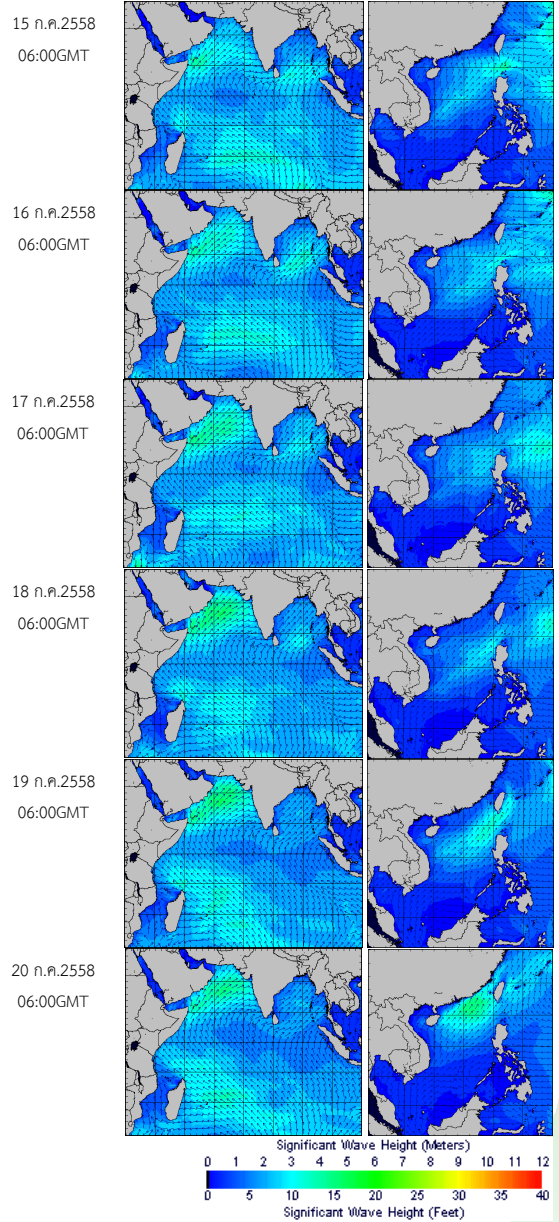 15 ก.ค.2558
06:00GMT
16 ก.ค.2558
06:00GMT
17 ก.ค.2558
06:00GMT
18 ก.ค.2558
06:00GMT
19 ก.ค.2558
06:00GMT
20 ก.ค.2558
06:00GMT
Significant Wave Height (Meters)
0 1 2 3 4 5 6 7 8 9 10 11 12
0 5 10 15 20 25 30 35 40
Significant Wave Height (Feet)